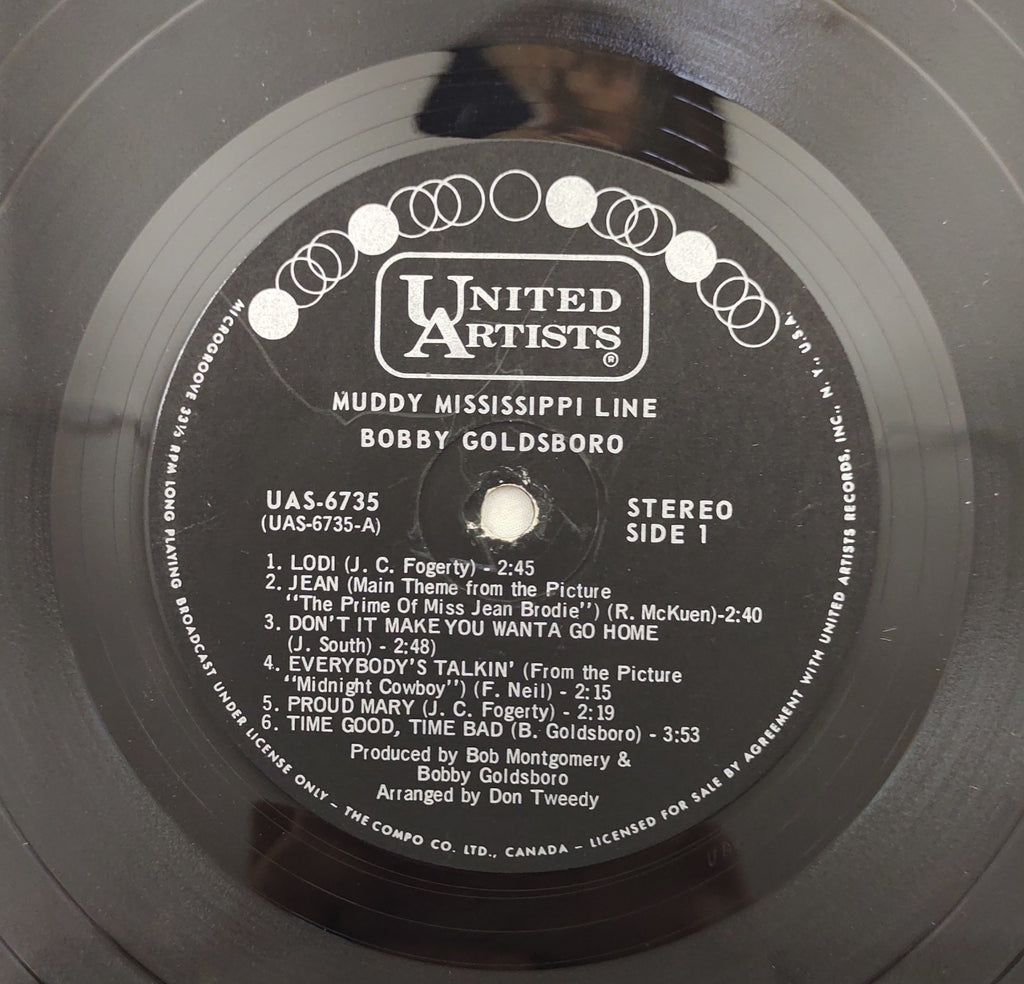 UNITED
ARTISTS
®
MUDDY MISSISSIPPI LINE
BOBBY GOLDSBORO
UAS-6735
(UAS-6735-A)
STEREO
SIDE 1
1. LODI (J. C. Fogerty) - 2:45
2. JEAN (Main Theme from the Picture
"The Prime Of Miss Jean Brodie") (R. McKuen)-2:40
3. DON'T IT MAKE YOU WANTA GO HOME
(J. South) - 2:48)
4. EVERYBODY'S TALKIN' (From the Picture
"Midnight Cowboy") (F. Neil) - 2:15
5. PROUD MARY (J. C. Fogerty) - 2:19
6. TIME GOOD, TIME BAD (B. Goldsboro) - 3:53
Produced by Bob Montgomery &
Bobby Goldsboro
Arranged by Don Tweedy
MICROGROOVE 33⅓ RPM LONG PLAYING BROADCAST UNDER LICENSE ONLY – THE COMPO CO. LTD., CANADA – LICENSED FOR SALE BY AGREEMENT WITH UNITED ARTISTS RECORDS, INC., N. Y., U.S.A.